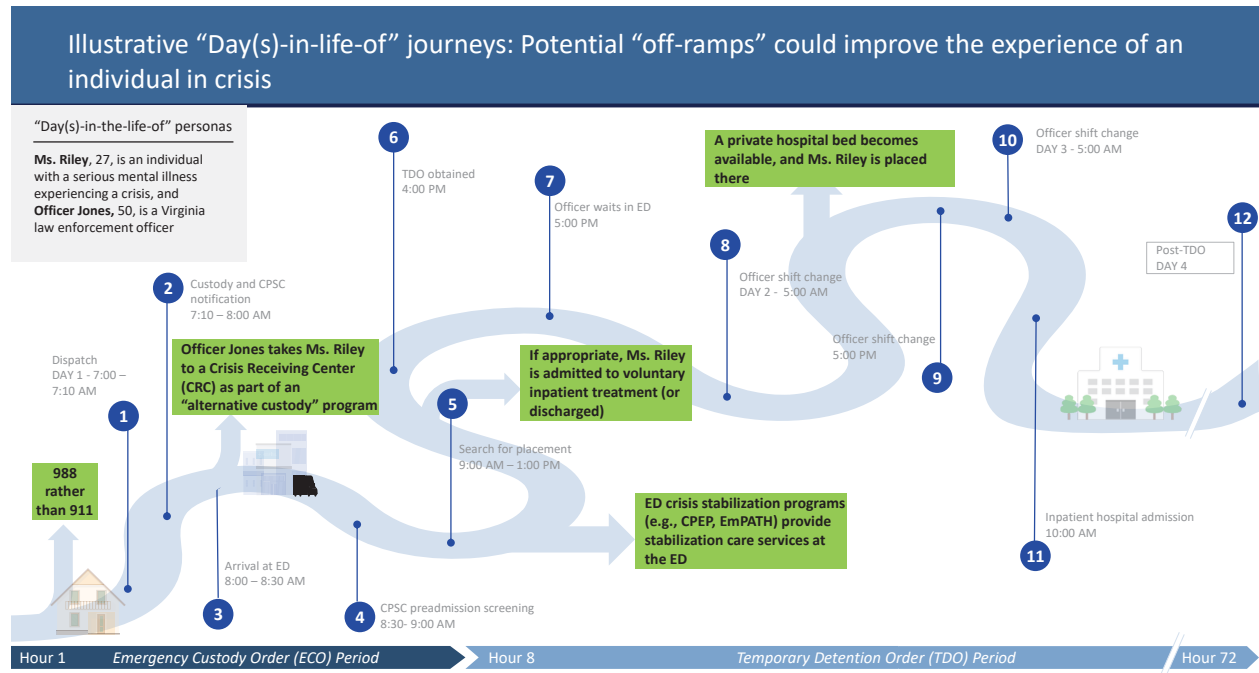 Illustrative “Day(s)-in-life-of” journeys: Potential “off-ramps” could improve the experience of an
individual in crisis
“Day(s)-in-the-life-of” personas
Ms. Riley, 27, is an individual
with a serious mental illness
experiencing a crisis, and
Officer Jones, 50, is a Virginia
law enforcement officer
988
rather
than 911
1
Dispatch
DAY 1 - 7:00 –
7:10 AM
2
Custody and CPSC
notification
7:10 – 8:00 AM
Officer Jones takes Ms. Riley
to a Crisis Receiving Center
(CRC) as part of an
“alternative custody” program
3
Arrival at ED
8:00 – 8:30 AM
4
CPSC preadmission screening
8:30- 9:00 AM
5
Search for placement
9:00 AM – 1:00 PM
ED crisis stabilization programs
(e.g., CPEP, EmPATH) provide
stabilization care services at
the ED
If appropriate, Ms. Riley
is admitted to voluntary
inpatient treatment (or
discharged)
6
TDO obtained
4:00 PM
7
Officer waits in ED
5:00 PM
8
Officer shift change
DAY 2 - 5:00 AM
A private hospital bed becomes
available, and Ms. Riley is placed
there
9
Officer shift change
5:00 PM
10
Officer shift change
DAY 3 - 5:00 AM
11
Inpatient hospital admission
10:00 AM
12
Post-TDO
DAY 4
Hour 1
Emergency Custody Order (ECO) Period
Hour 8
Temporary Detention Order (TDO) Period
Hour 72